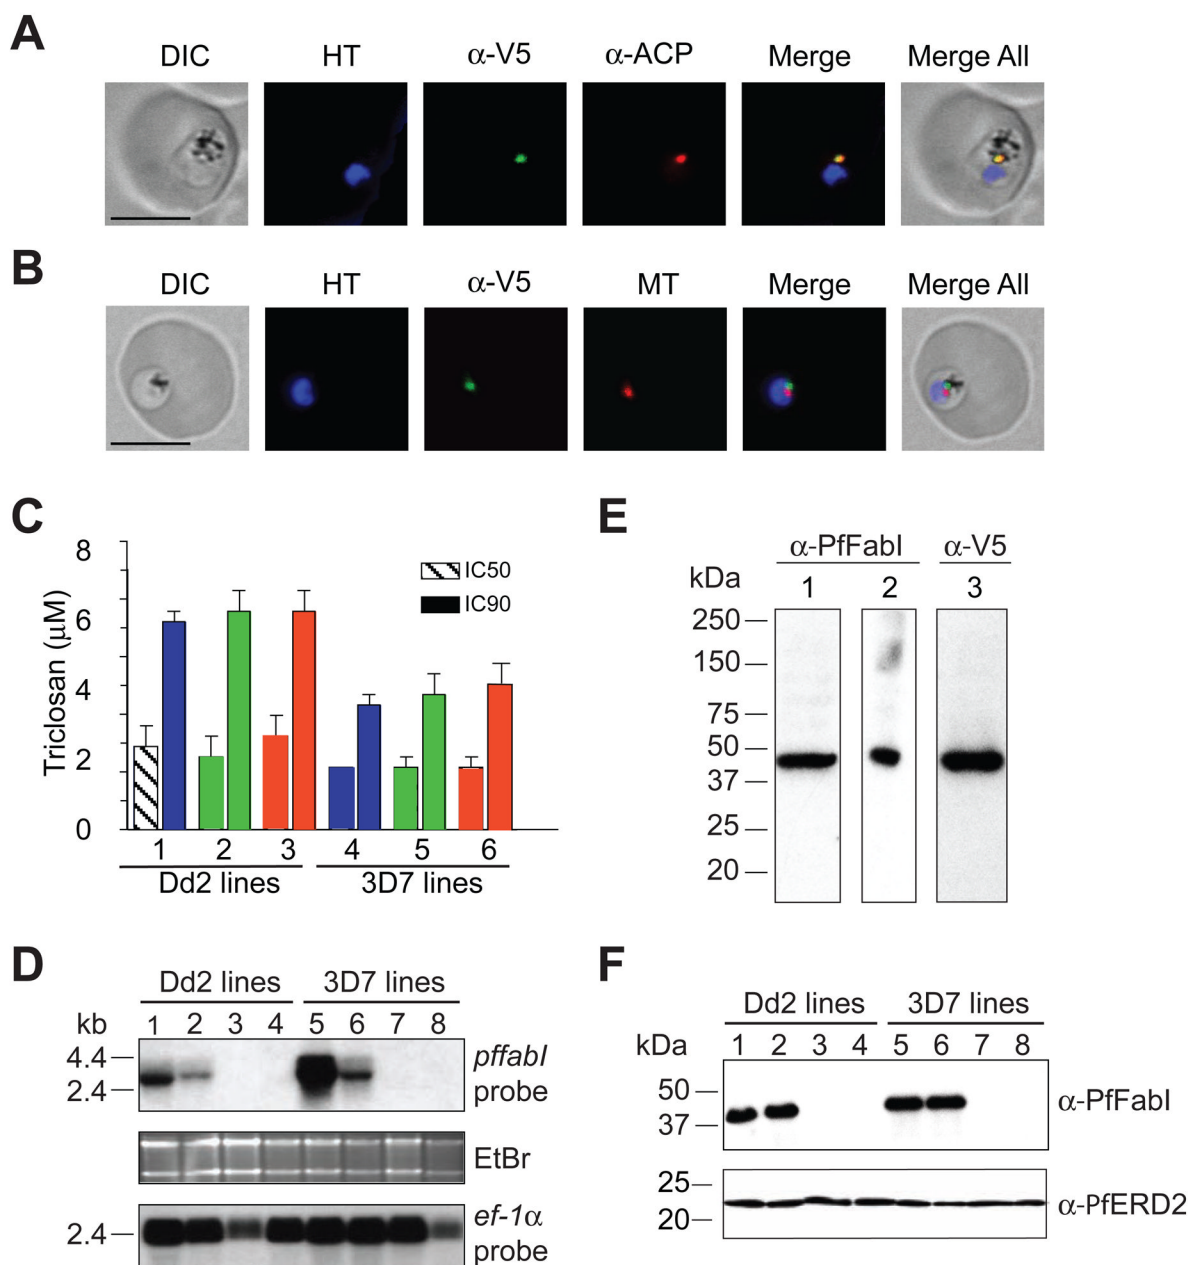 A
DIC HT α-V5 α-ACP Merge Merge All
B
DIC HT α-V5 MT Merge Merge All
C
Triclosan (μM)
8
6
4
2
0
IC50
IC90
1 2 3 4 5 6
Dd2 lines 3D7 lines
E
α-PfFabI α-V5
kDa 1 2 3
250
150
75
50
37
25
20
D
Dd2 lines 3D7 lines
kb 1 2 3 4 5 6 7 8
4.4
2.4
pffabI
probe
EtBr
2.4
ef-1α
probe
F
Dd2 lines 3D7 lines
kDa 1 2 3 4 5 6 7 8
50
37
α-PfFabI
25
20
α-PfERD2